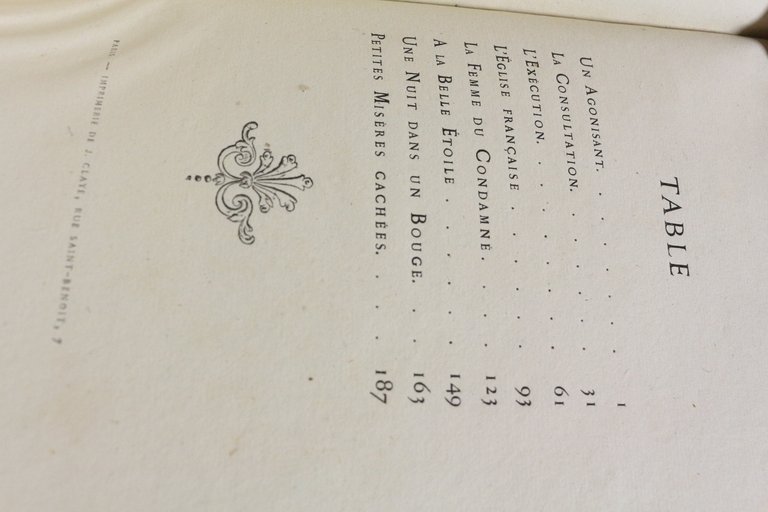 TABLE
Un Agonisant. . . . . . . 1
La Consultation. . . . . . 31
L'Exécution. . . . . . . 61
L'Église française . . . . . 93
La Femme du Condamné. . . . 123
A la Belle Étoile . . . . . . 149
Une Nuit dans un Bouge. . . 163
Petites Misères cachées. . . . 187
PARIS — IMPRIMERIE DE J. CLAYE, RUE SAINT-BENOIT, 7